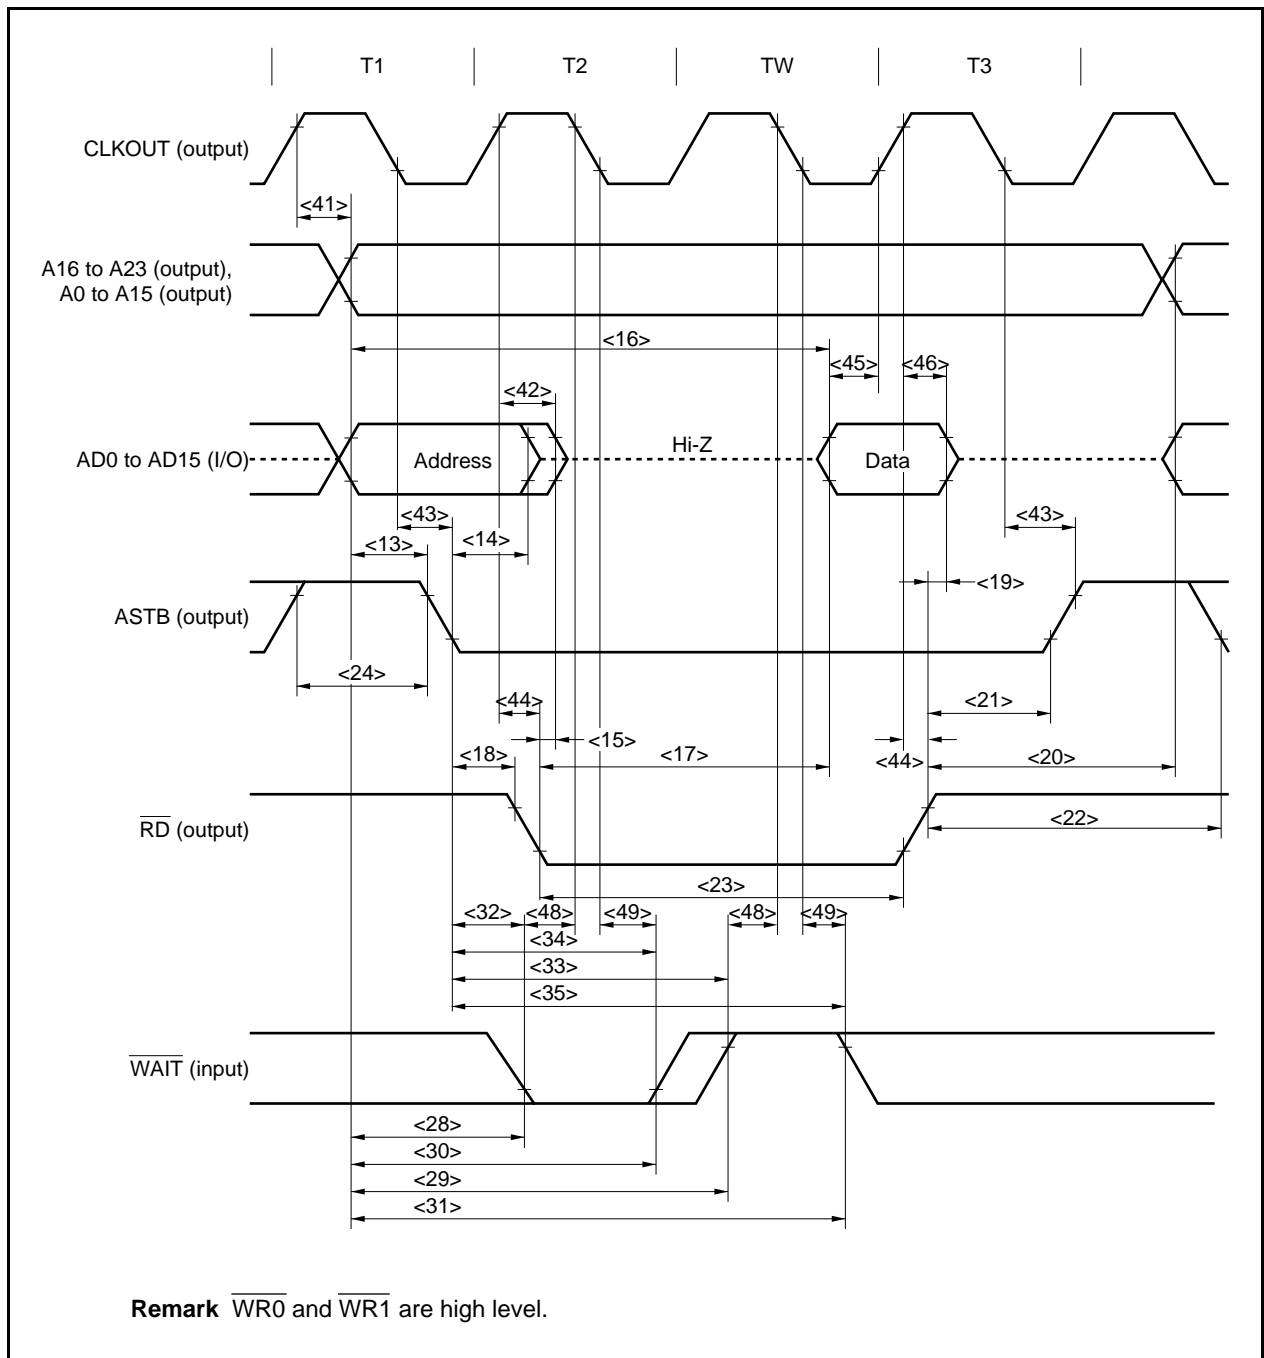 T1 T2 TW T3
CLKOUT (output)
<41>
A16 to A23 (output),
A0 to A15 (output)
<16>
<45> <46>
<42>
Hi-Z
AD0 to AD15 (I/O) Address Data
<43> <43>
<13> <14>
<19>
ASTB (output)
<24>
<44> <21>
<15>
<18> <17> <44> <20>
<22>
RD (output)
<23>
<32> <48> <49> <48> <49>
<34>
<33>
<35>
WAIT (input)
<28>
<30>
<29>
<31>
Remark WR0 and WR1 are high level.